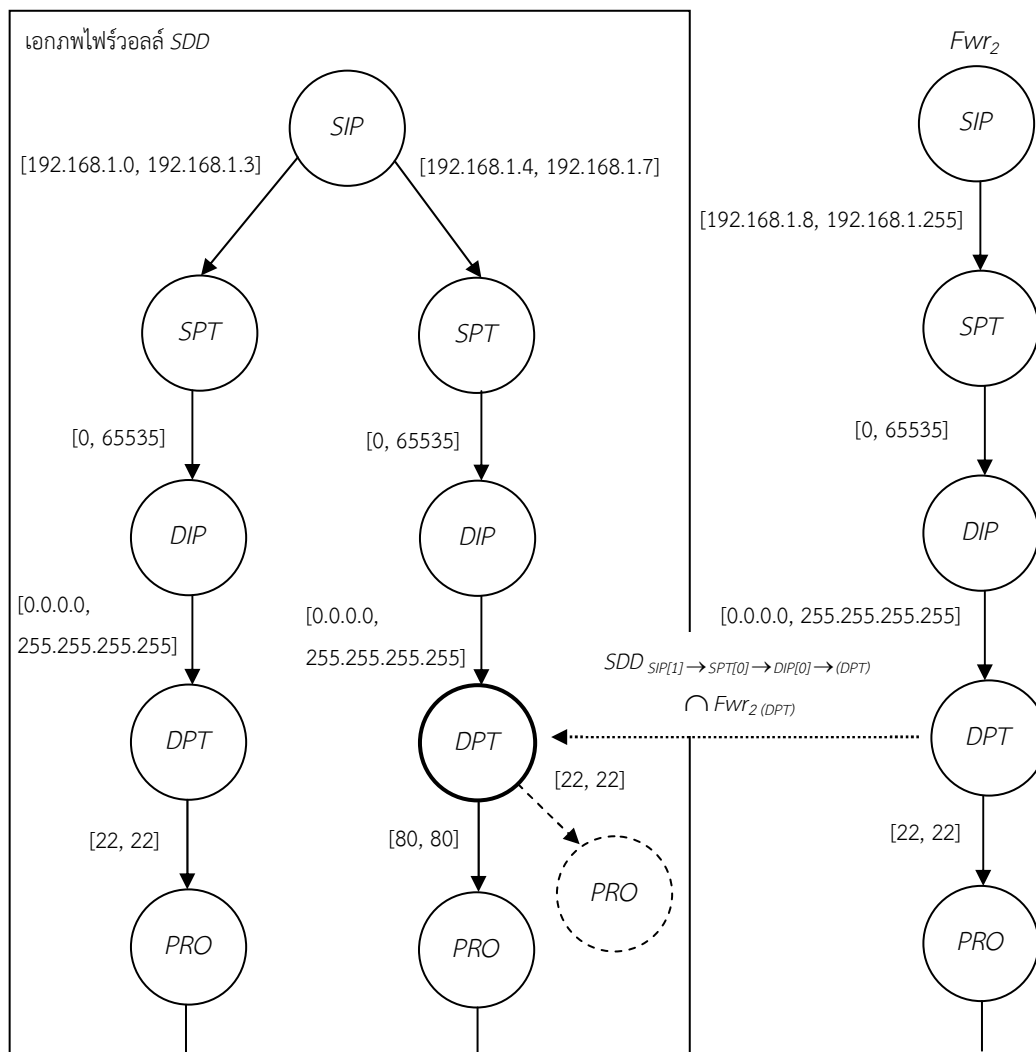 เอกภพไฟร์วอลล์ SDD
Fwr2
SIP
SIP
[192.168.1.0, 192.168.1.3]
[192.168.1.4, 192.168.1.7]
[192.168.1.8, 192.168.1.255]
SPT
SPT
SPT
[0, 65535]
[0, 65535]
[0, 65535]
DIP
DIP
DIP
[0.0.0.0,
255.255.255.255]
[0.0.0.0,
255.255.255.255]
[0.0.0.0, 255.255.255.255]
SDD SIP[1]→SPT[0]→DIP[0]→(DPT)
∩ Fwr2 (DPT)
DPT
DPT
DPT
[22, 22]
[80, 80]
[22, 22]
[22, 22]
PRO
PRO
PRO
PRO